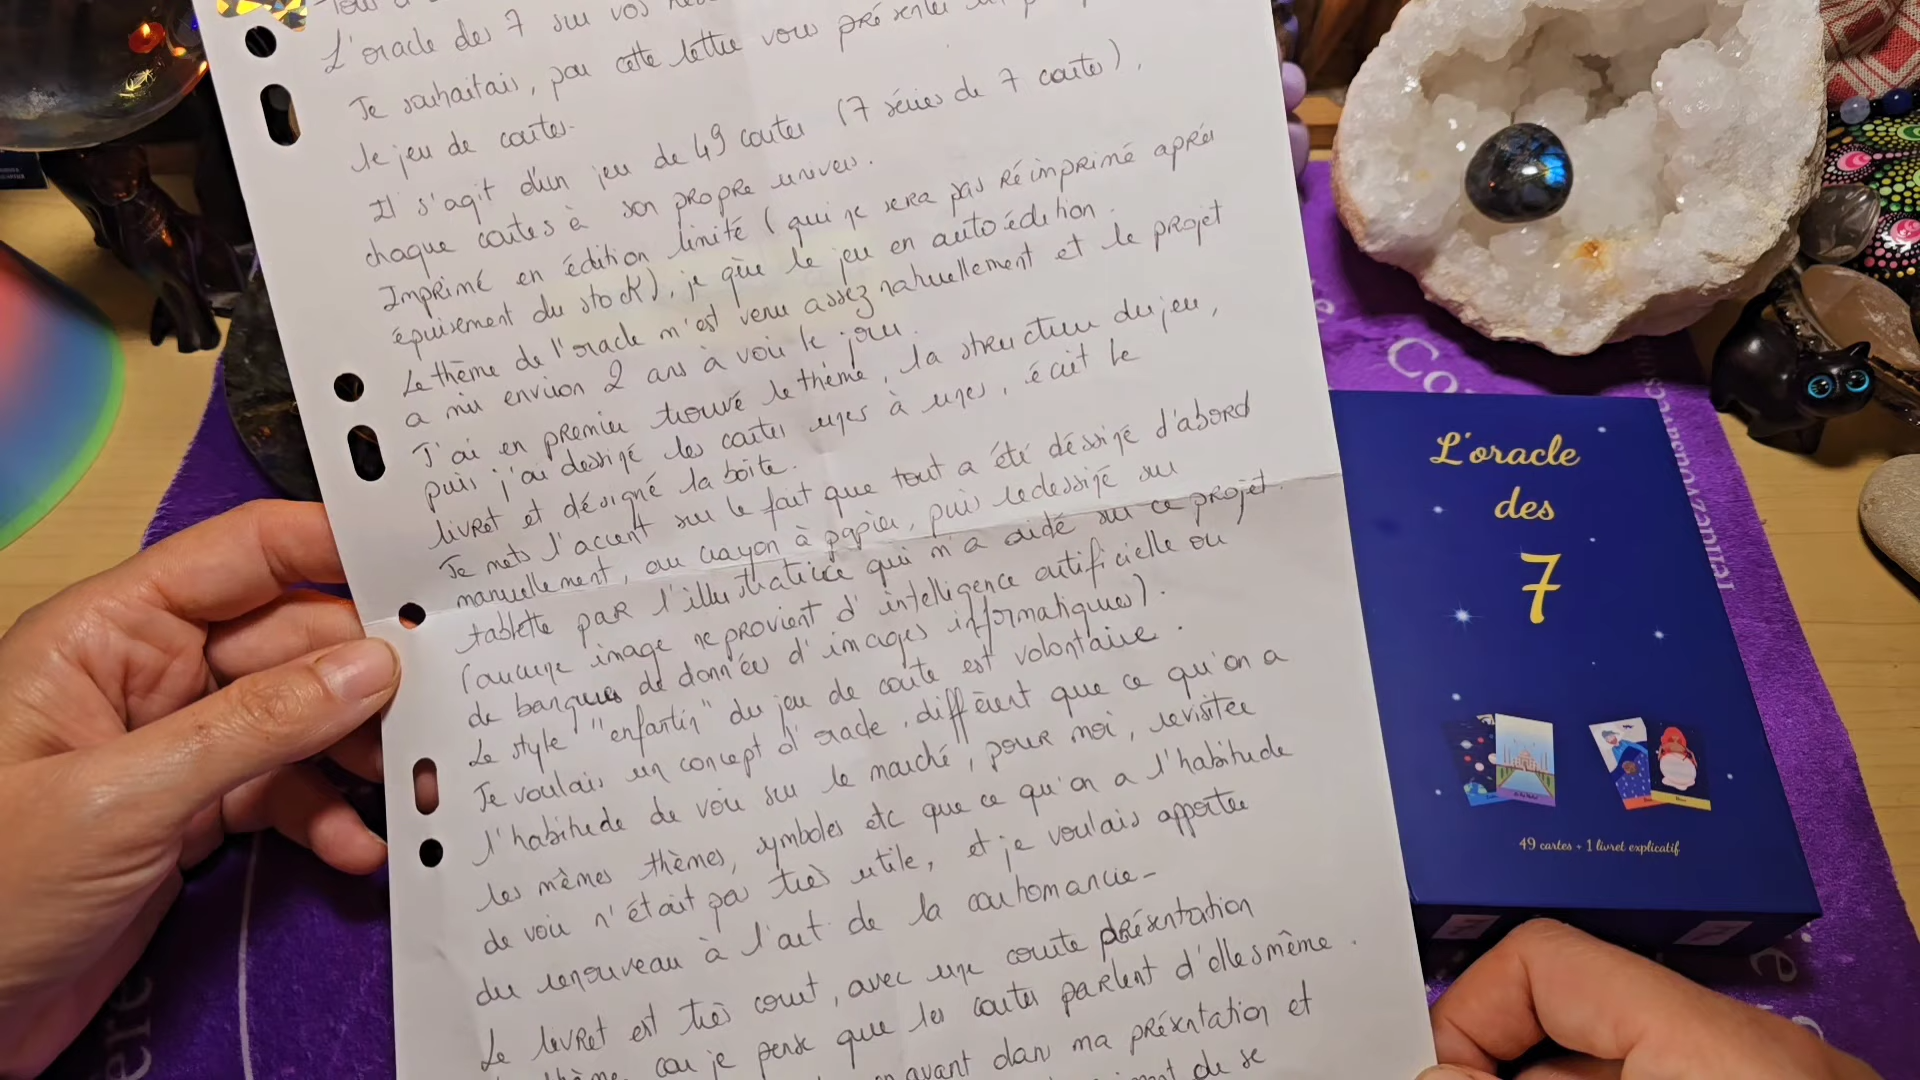 L'oracle des 7 sur vos
Je souhaitais, par cette lettre vous présenter
le jeu de cartes.
Il s'agit d'un jeu de 49 cartes (7 séries de 7 cartes),
chaque cartes à son propre univers.
Imprimé en édition limité (qui ne sera pas réimprimé après
épuisement du stock), je gère le jeu en auto édition.
Le thème de l'oracle m'est venu assez naturellement et le projet
a mis environ 2 ans à voir le jour.
J'ai en premier trouvé le thème, la structure du jeu,
puis j'ai dessiné les cartes unes à unes, écrit le
livret et désigné la boîte.
Je mets l'accent sur le fait que tout a été déssiné d'abord
manuellement, au crayon à papier, puis redessiné sur
tablette par l'illustratrice qui m'a aidé sur ce projet.
(aucune image ne provient d'intelligence artificielle ou
de banques de données d'images informatiques).
Le style "enfantin" du jeu de carte est volontaire.
Je voulais un concept d'oracle, différent que ce qu'on a
l'habitude de voir sur le marché, pour moi, revisiter
les mêmes thèmes, symboles etc que ce qu'on a l'habitude
de voir n'était pas très utile, et je voulais apporter
du renouveau à l'art de la cartomancie-
Le livret est très court, avec une courte présentation
car je pense que les cartes parlent d'elles même.
avant dans ma présentation et
de se
L'oracle
des
7
49 cartes + 1 livret explicatif